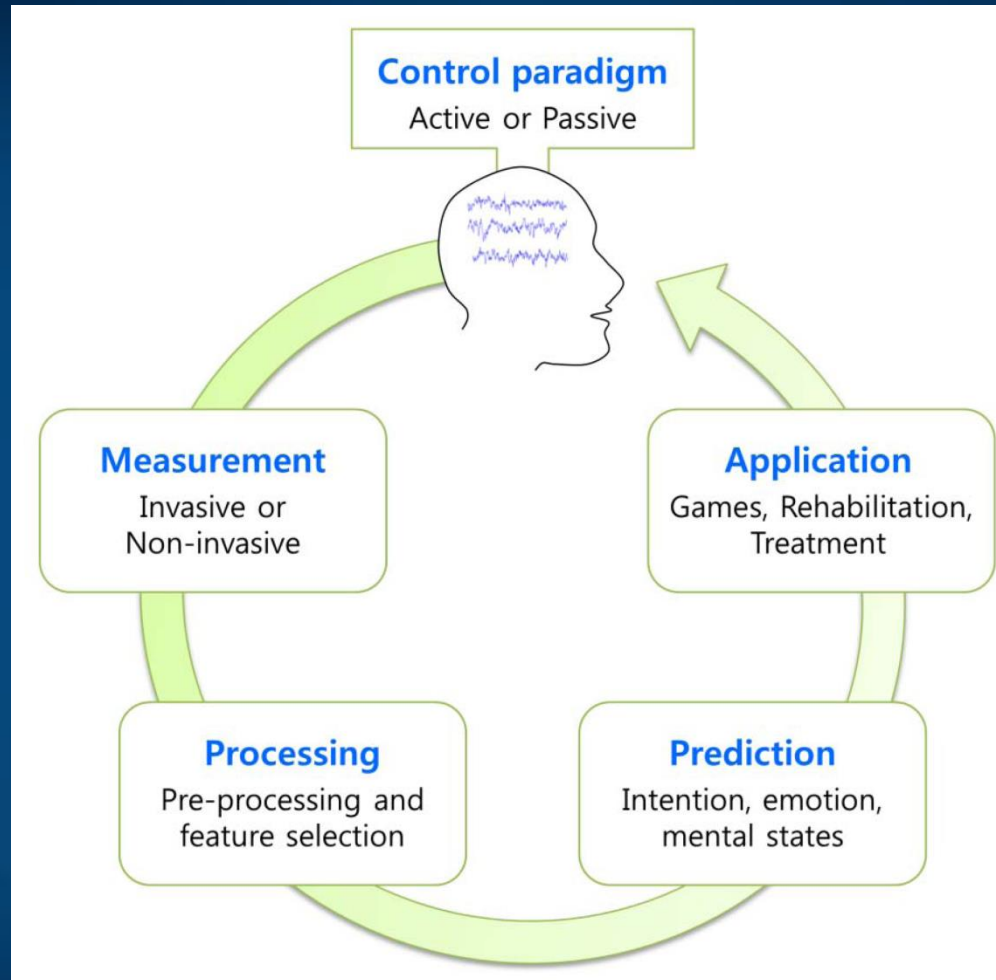 Control paradigm
Active or Passive
Measurement
Invasive or
Non-invasive
Processing
Pre-processing and
feature selection
Prediction
Intention, emotion,
mental states
Application
Games, Rehabilitation,
Treatment